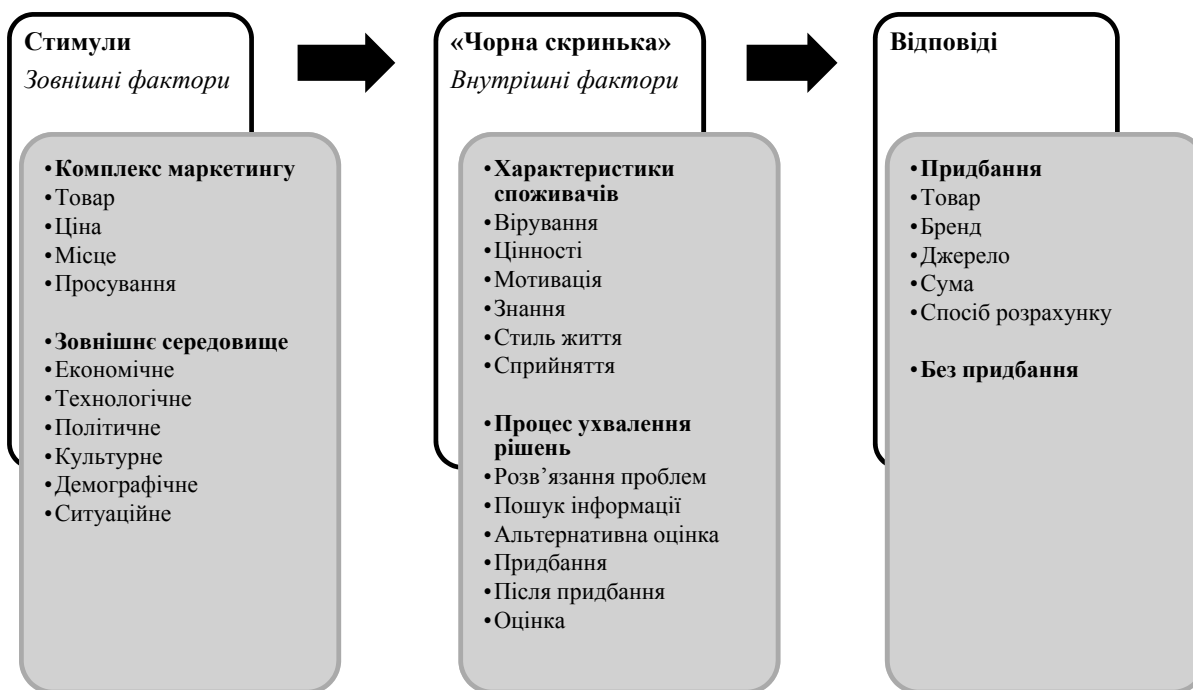 Стимули
Зовнішні фактори
•Комплекс маркетингу
•Товар
•Ціна
•Місце
•Просування
•Зовнішнє середовище
•Економічне
•Технологічне
•Політичне
•Культурне
•Демографічне
•Ситуаційне
«Чорна скринька»
Внутрішні фактори
•Характеристики
споживачів
•Вірування
•Цінності
•Мотивація
•Знання
•Стиль життя
•Сприйняття
•Процес ухвалення
рішень
•Розв’язання проблем
•Пошук інформації
•Альтернативна оцінка
•Придбання
•Після придбання
•Оцінка
Відповіді
•Придбання
•Товар
•Бренд
•Джерело
•Сума
•Спосіб розрахунку
•Без придбання